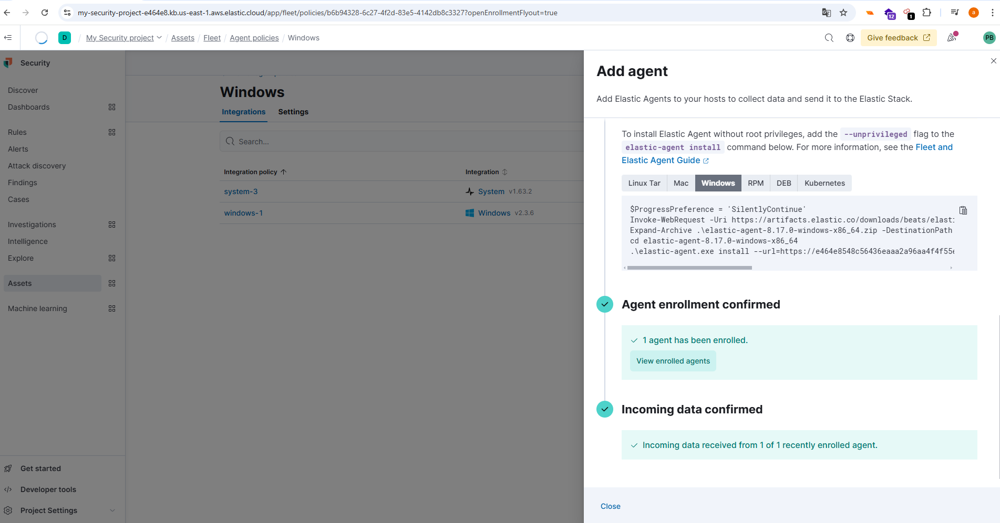 my-security-project-e464e8.kb.us-east-1.aws.elastic.cloud/app/fleet/policies/b6b94328-6c27-4f2d-83e5-4142db8c3327?openEnrollmentFlyout=true
12
1
a
D
/ My Security project / Assets / Fleet / Agent policies / Windows
Give feedback
PB
Security
Discover
Dashboards
Rules
Alerts
Attack discovery
Findings
Cases
Investigations
Intelligence
Explore
Assets
Machine learning
Get started
Developer tools
Project Settings
Windows
Integrations
Settings
Search...
Integration policy
Integration
system-3
System v1.63.2
windows-1
Windows v2.3.6
Add agent
Add Elastic Agents to your hosts to collect data and send it to the Elastic Stack.
To install Elastic Agent without root privileges, add the --unprivileged flag to the
elastic-agent install command below. For more information, see the Fleet and
Elastic Agent Guide
Linux Tar
Mac
Windows
RPM
DEB
Kubernetes
$ProgressPreference = 'SilentlyContinue'
Invoke-WebRequest -Uri https://artifacts.elastic.co/downloads/beats/elasti
Expand-Archive .\elastic-agent-8.17.0-windows-x86_64.zip -DestinationPath
cd elastic-agent-8.17.0-windows-x86_64
.\elastic-agent.exe install --url=https://e464e8548c56436eaaa2a96aa4f4f55e
Agent enrollment confirmed
1 agent has been enrolled.
View enrolled agents
Incoming data confirmed
Incoming data received from 1 of 1 recently enrolled agent.
Close